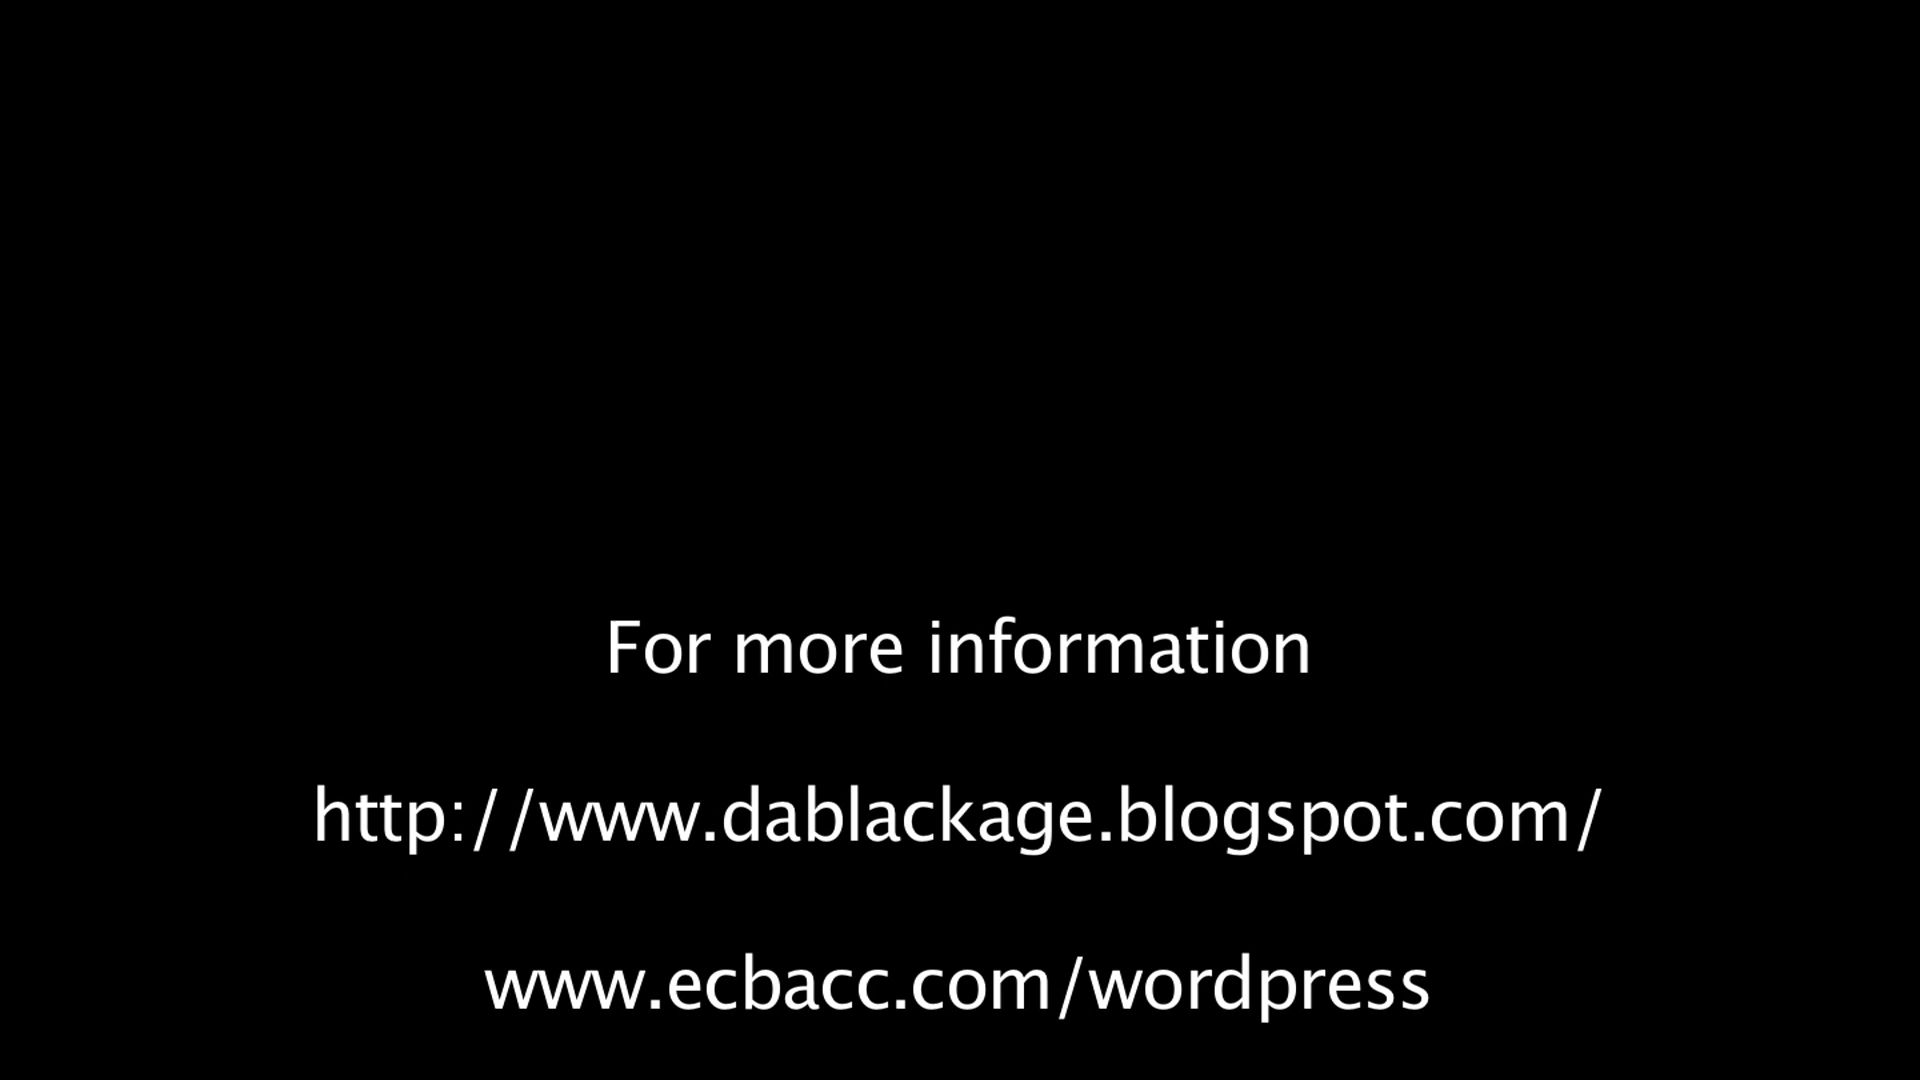 For more information
http://www.dablackage.blogspot.com/
www.ecbacc.com/wordpress